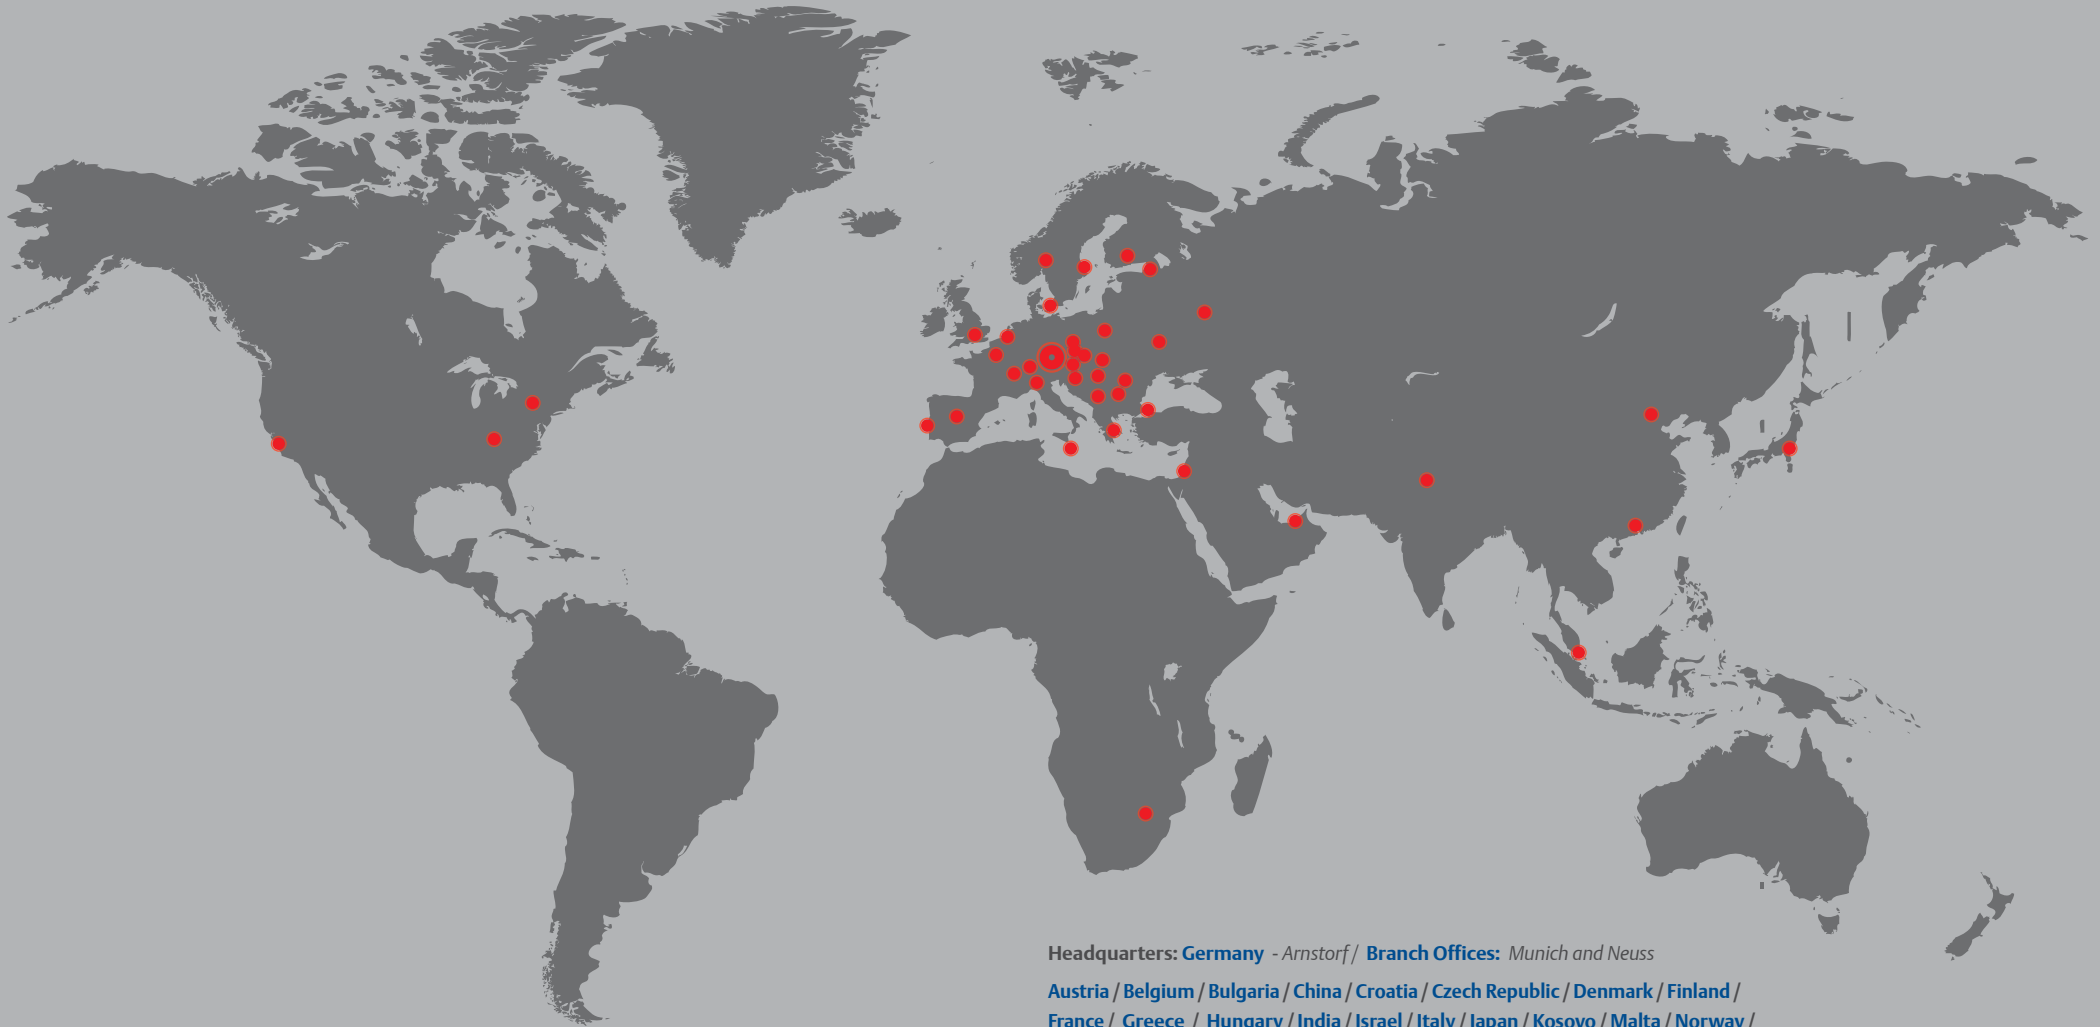 Headquarters: Germany - Arnstorf / Branch Offices: Munich and Neuss
Austria / Belgium / Bulgaria / China / Croatia / Czech Republic / Denmark / Finland /
France / Greece / Hungary / India / Israel / Italy / Japan / Kosovo / Malta / Norway /